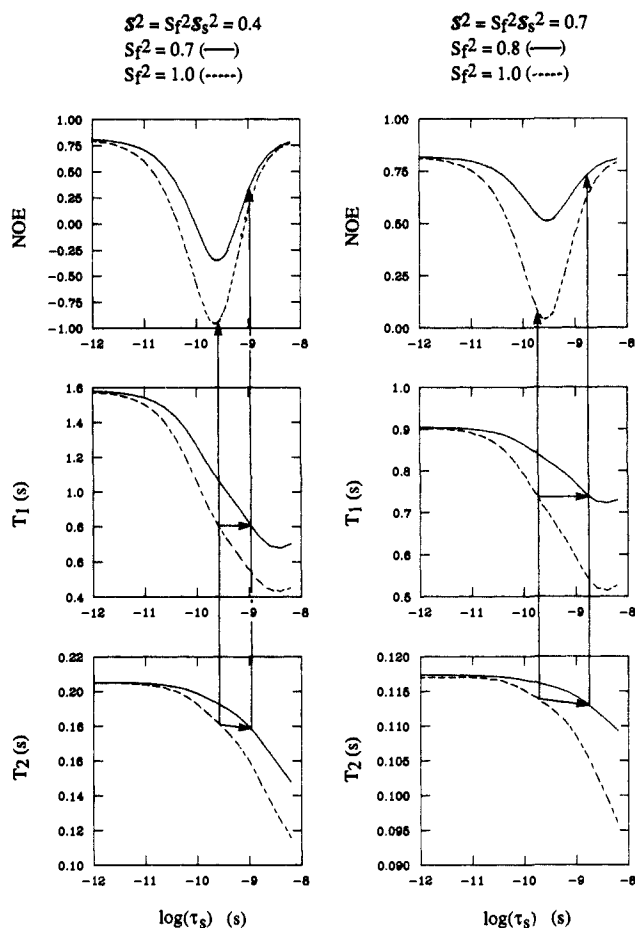 S² = Sf²Ss² = 0.4
Sf² = 0.7 (——)
Sf² = 1.0 (-----)
S² = Sf²Ss² = 0.7
Sf² = 0.8 (——)
Sf² = 1.0 (-----)
NOE
1.00
0.75
0.50
0.25
0.00
-0.25
-0.50
-0.75
-1.00
-12 -11 -10 -9 -8
NOE
1.00
0.75
0.50
0.25
0.00
-12 -11 -10 -9 -8
T1 (s)
1.6
1.4
1.2
1.0
0.8
0.6
0.4
-12 -11 -10 -9 -8
T1 (s)
1.0
0.9
0.8
0.7
0.6
0.5
-12 -11 -10 -9 -8
T2 (s)
0.22
0.20
0.18
0.16
0.14
0.12
0.10
-12 -11 -10 -9 -8
log(τs) (s)
T2 (s)
0.120
0.115
0.110
0.105
0.100
0.095
0.090
-12 -11 -10 -9 -8
log(τs) (s)